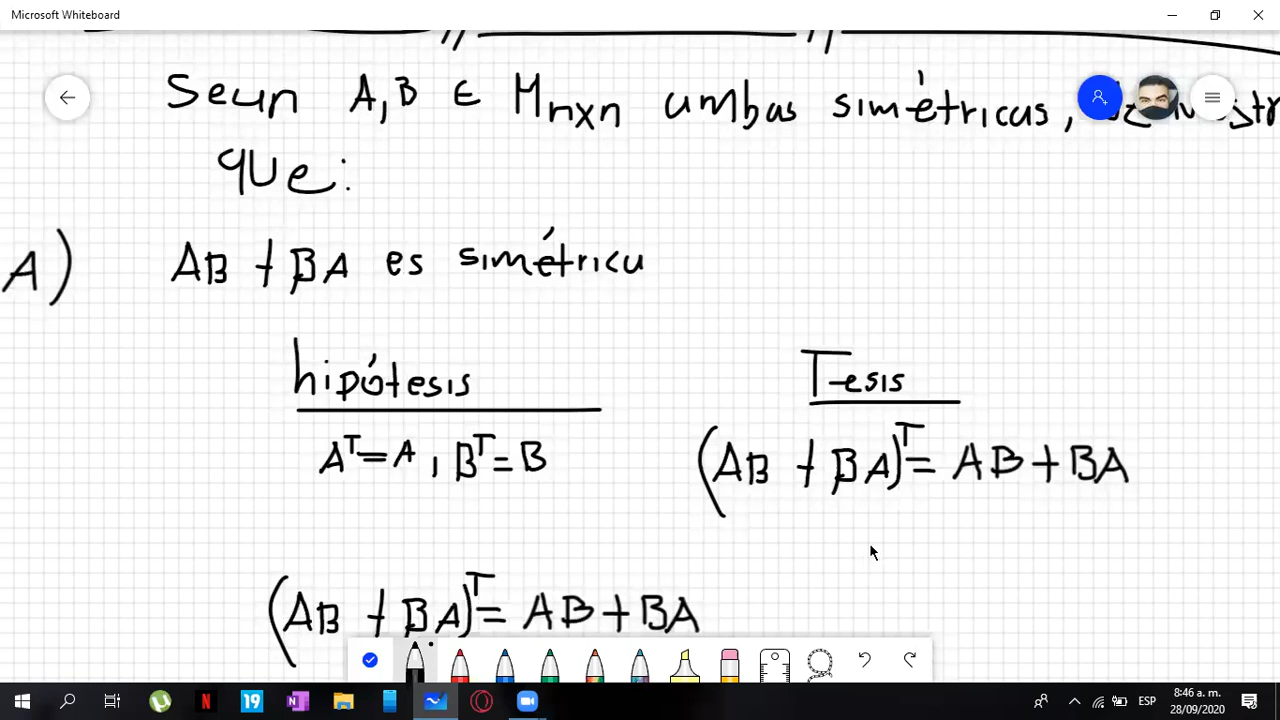 Microsoft Whiteboard
Sean A, B ∈ Mnxn ambas simétricas,
que:
A) AB + BA es simétrica
hipótesis
Tesis
Aᵀ = A, Bᵀ = B
(AB + BA)ᵀ = AB + BA
(AB + BA)ᵀ = AB + BA
19
N
ESP
8:46 a. m.
28/09/2020